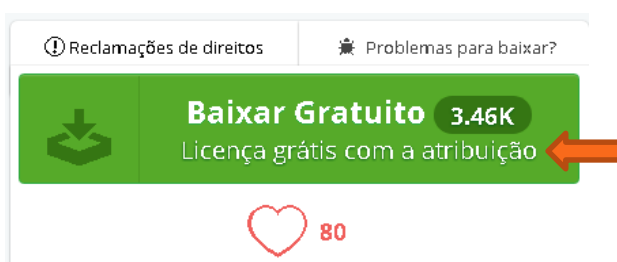 Reclamações de direitos
Problemas para baixar?
Baixar Gratuito 3.46K
Licença grátis com a atribuição
80